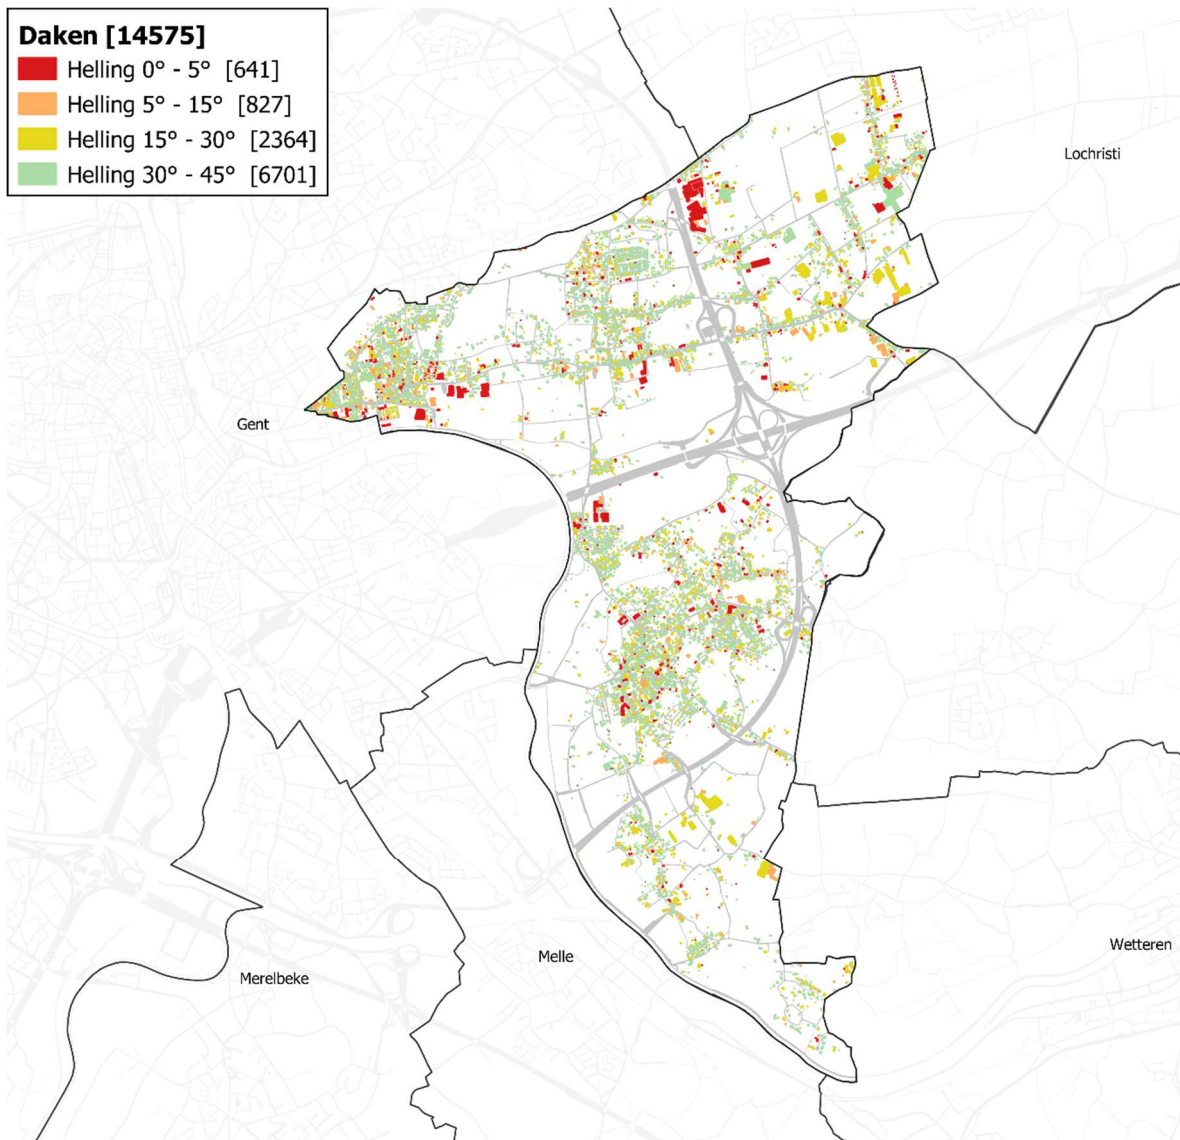 Daken [14575]
Helling 0° - 5° [641]
Helling 5° - 15° [827]
Helling 15° - 30° [2364]
Helling 30° - 45° [6701]
Lochristi
Gent
Wetteren
Melle
Merelbeke